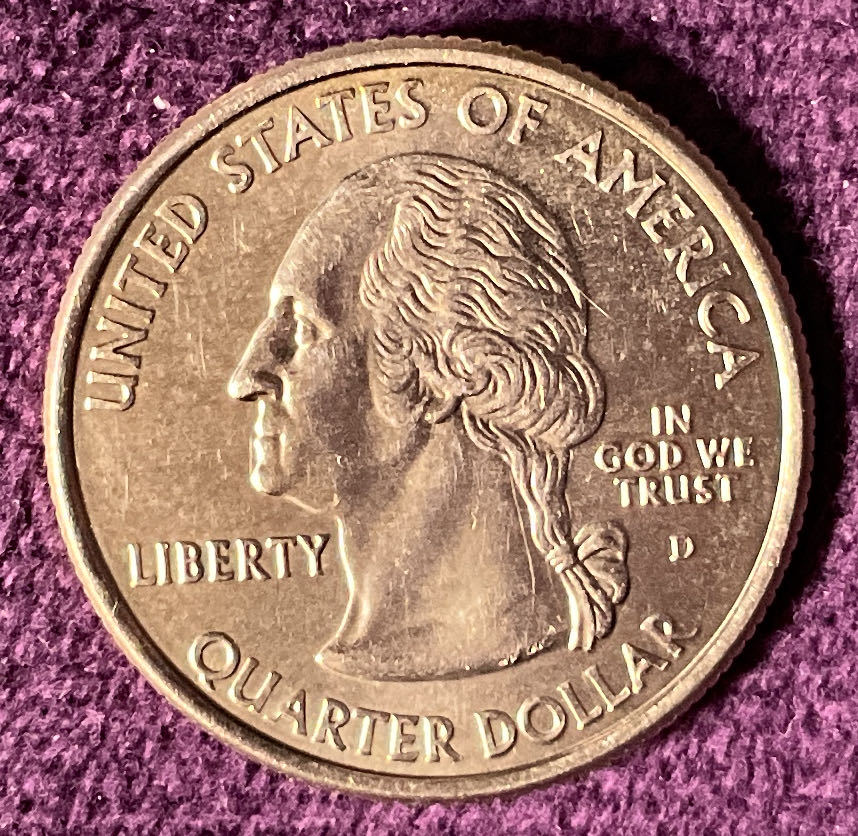 UNITED STATES OF AMERICA
IN
GOD WE
TRUST
D
LIBERTY
QUARTER DOLLAR